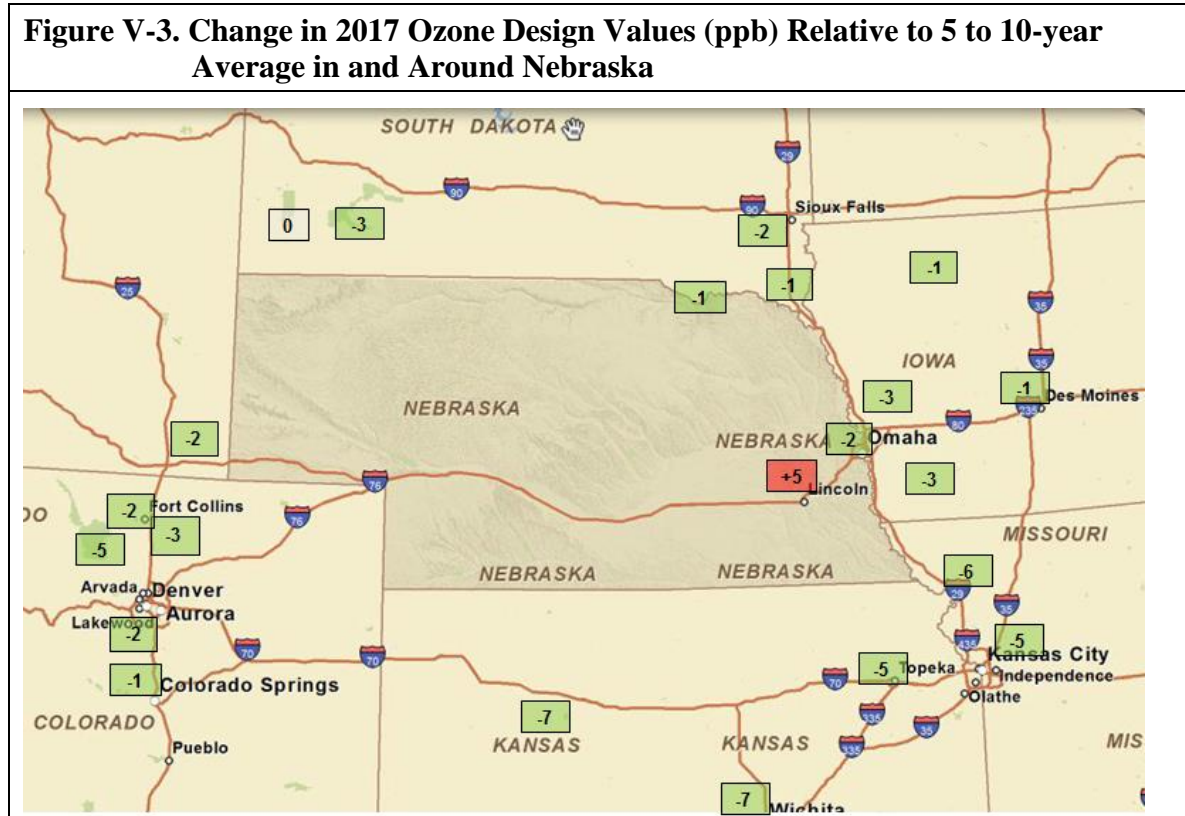 Figure V-3. Change in 2017 Ozone Design Values (ppb) Relative to 5 to 10-year
Average in and Around Nebraska
SOUTH DAKOTA
29
90
90
Sioux Falls
0
-3
-2
-1
25
-1
-1
35
IOWA
35
-3
-1
Des Moines
235
NEBRASKA
80
-2
NEBRASKA
-2
Omaha
+5
-3
76
Lincoln
-2
Fort Collins
DO
76
-3
MISSOURI
-5
-6
NEBRASKA
NEBRASKA
Arvada
Denver
29
35
Aurora
Lakewood
-2
435
-5
70
70
Kansas City
-5
Topeka
Independence
-1
70
Colorado Springs
Olathe
COLORADO
-7
335
35
Pueblo
KANSAS
KANSAS
335
MIS
-7
Wichita